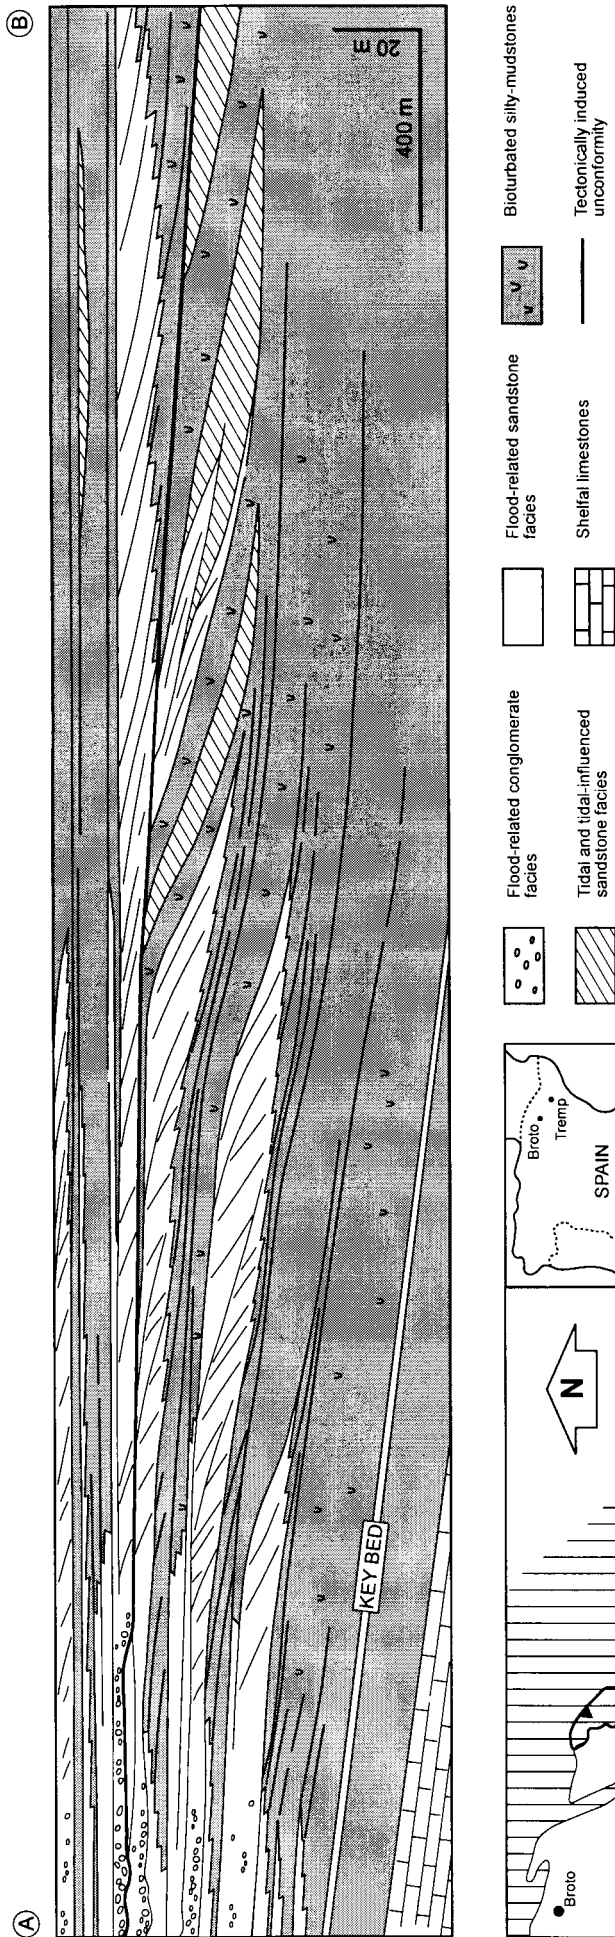 A
B
20 m
400 m
KEY BED
Flood-related conglomerate
facies
Flood-related sandstone
facies
Bioturbated silty-mudstones
Tidal and tidal-influenced
sandstone facies
Shelfal limestones
Tectonically induced
unconformity
Broto
N
Broto
Tremp
SPAIN